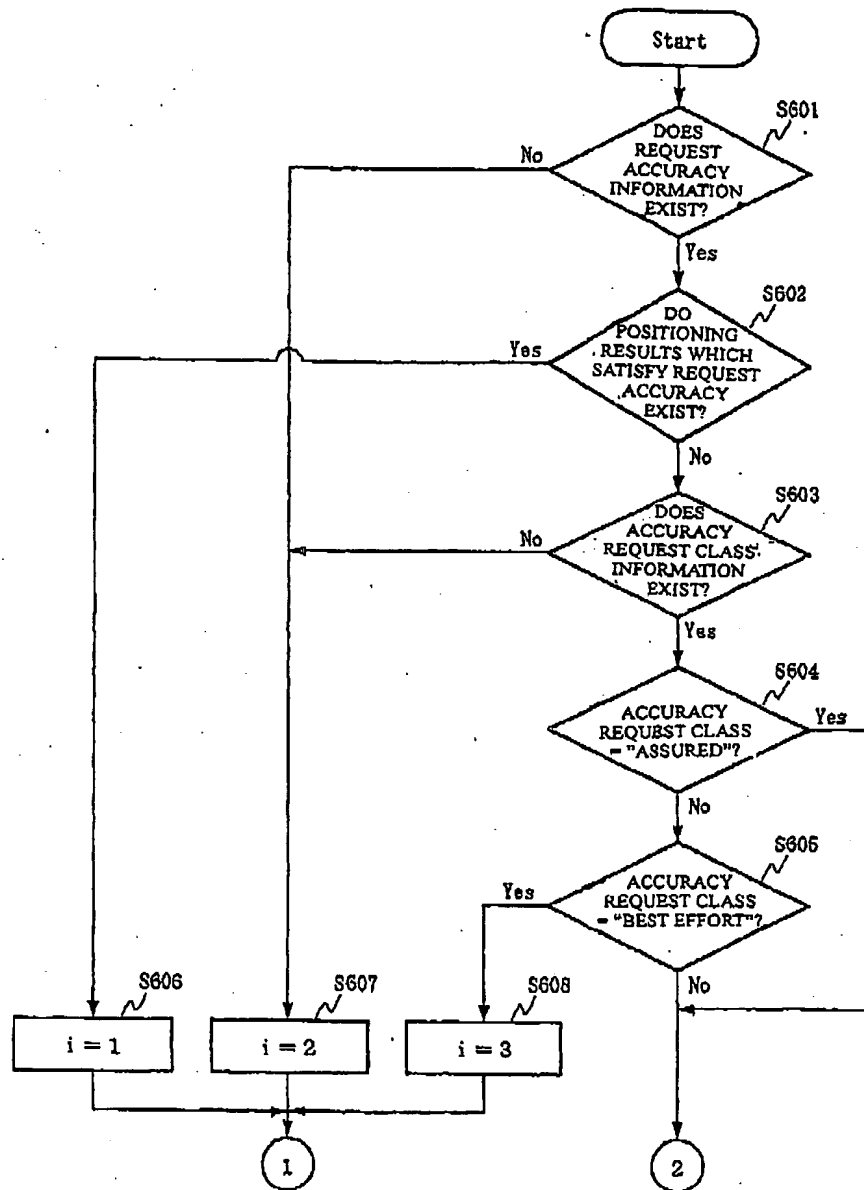 Start
S601
DOES
REQUEST
ACCURACY
INFORMATION
EXIST?
No
Yes
S602
DO
POSITIONING
RESULTS WHICH
SATISFY REQUEST
ACCURACY
EXIST?
Yes
No
S603
DOES
ACCURACY
REQUEST CLASS
INFORMATION
EXIST?
No
Yes
S604
ACCURACY
REQUEST CLASS
= "ASSURED"?
Yes
No
S605
ACCURACY
REQUEST CLASS
= "BEST EFFORT"?
Yes
No
S606
i = 1
S607
i = 2
S608
i = 3
1
2